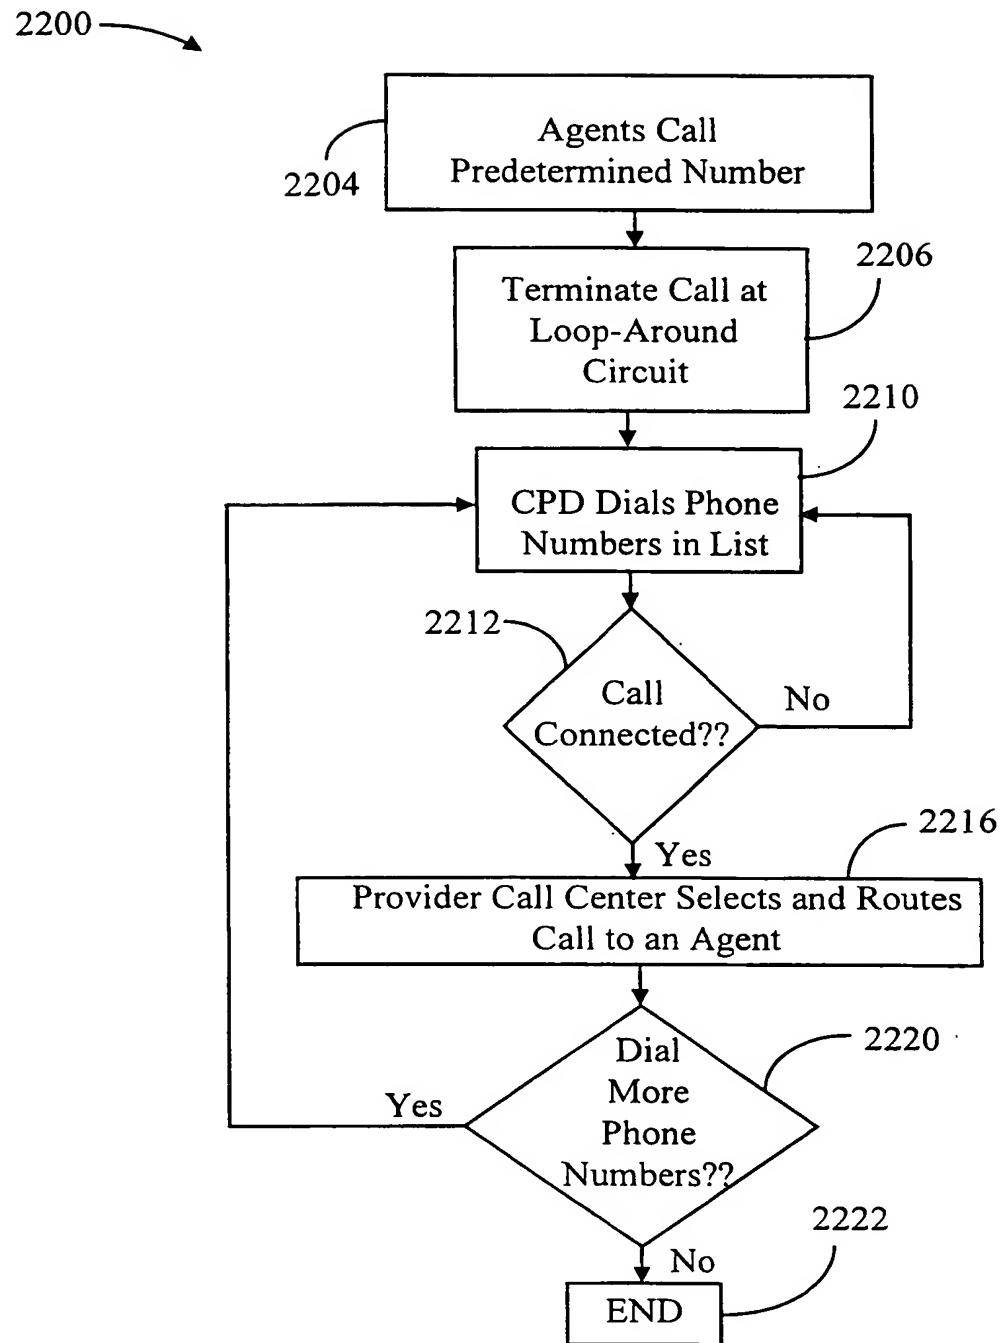 2200
Agents Call
Predetermined Number
2204
2206
Terminate Call at
Loop-Around
Circuit
2210
CPD Dials Phone
Numbers in List
2212
Call
Connected??
No
2216
Yes
Provider Call Center Selects and Routes
Call to an Agent
2220
Dial
More
Phone
Numbers??
Yes
2222
No
END